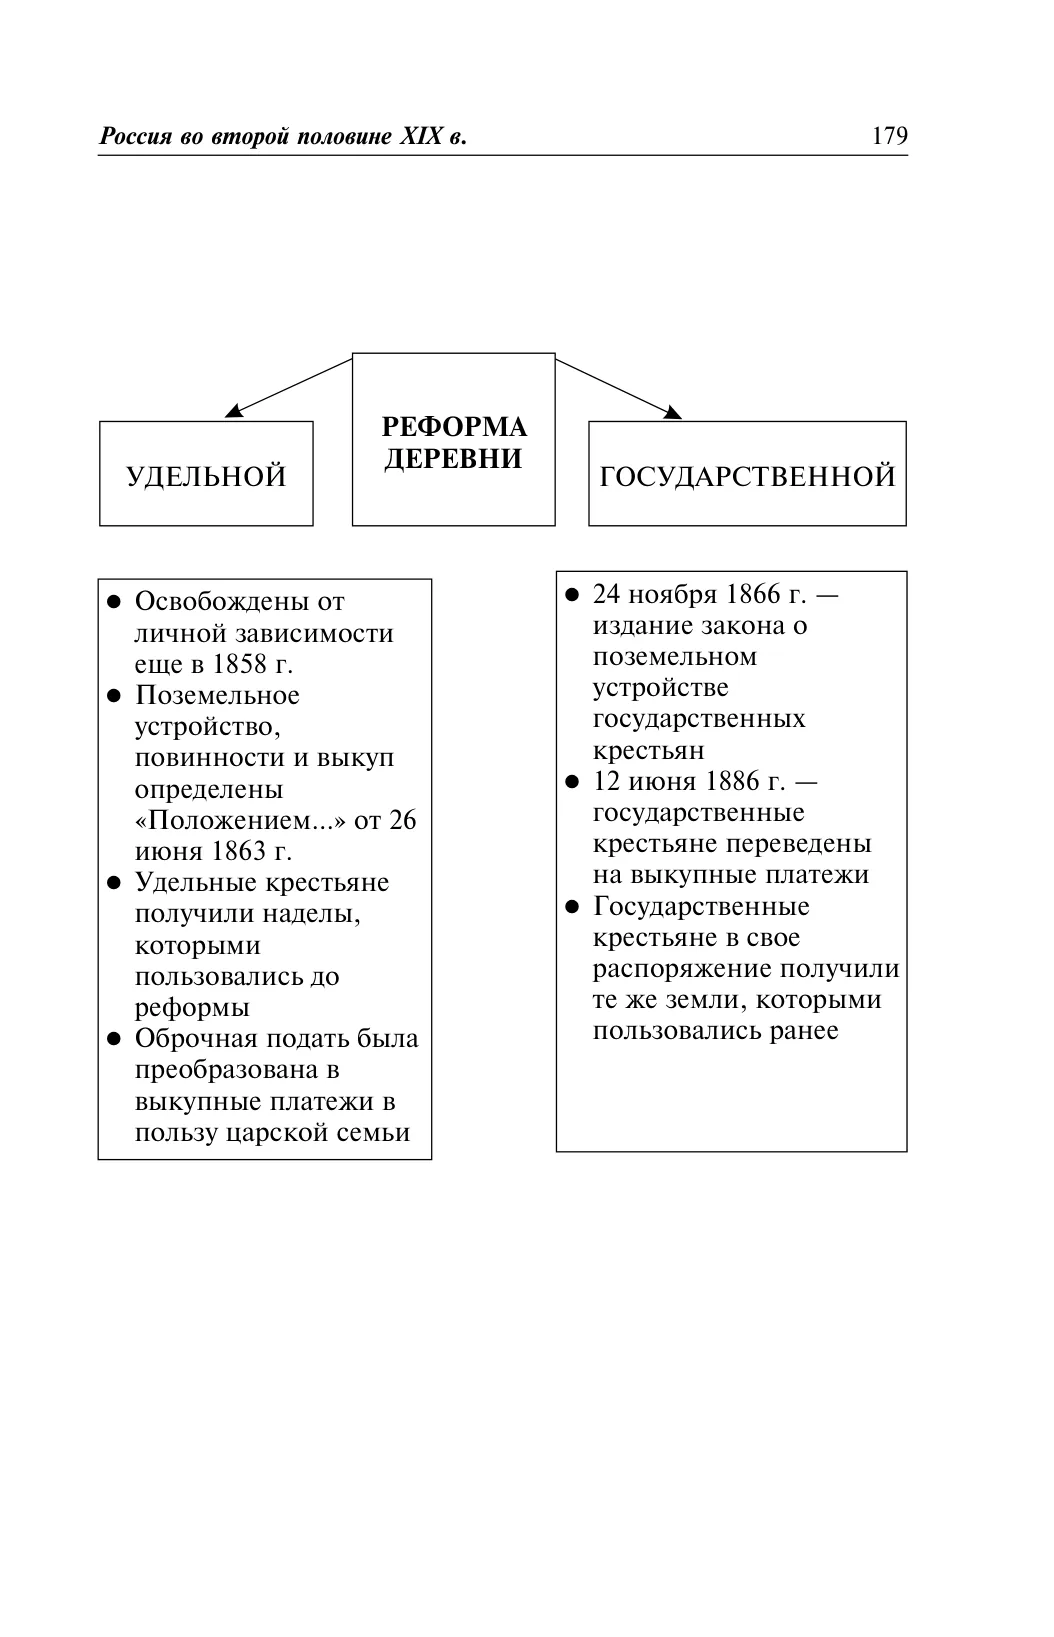 Россия во второй половине XIX в.
179
РЕФОРМА
ДЕРЕВНИ
УДЕЛЬНОЙ
ГОСУДАРСТВЕННОЙ
● Освобождены от
личной зависимости
еще в 1858 г.
● Поземельное
устройство,
повинности и выкуп
определены
«Положением...» от 26
июня 1863 г.
● Удельные крестьяне
получили наделы,
которыми
пользовались до
реформы
● Оброчная подать была
преобразована в
выкупные платежи в
пользу царской семьи
● 24 ноября 1866 г. —
издание закона о
поземельном
устройстве
государственных
крестьян
● 12 июня 1886 г. —
государственные
крестьяне переведены
на выкупные платежи
● Государственные
крестьяне в свое
распоряжение получили
те же земли, которыми
пользовались ранее